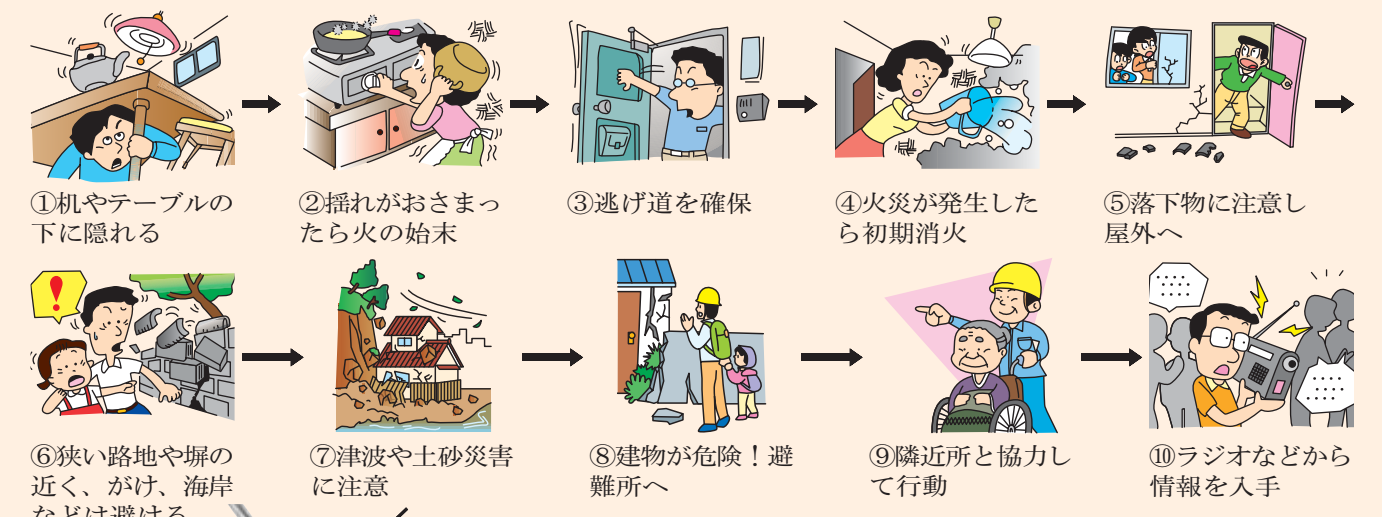 ①机やテーブルの
下に隠れる
②揺れがおさまっ
たら火の始末
③逃げ道を確保
④火災が発生した
ら初期消火
⑤落下物に注意し
屋外へ
⑥狭い路地や塀の
近く、がけ、海岸
などは避ける
⑦津波や土砂災害
に注意
⑧建物が危険！避
難所へ
⑨隣近所と協力し
て行動
⑩ラジオなどから
情報を入手